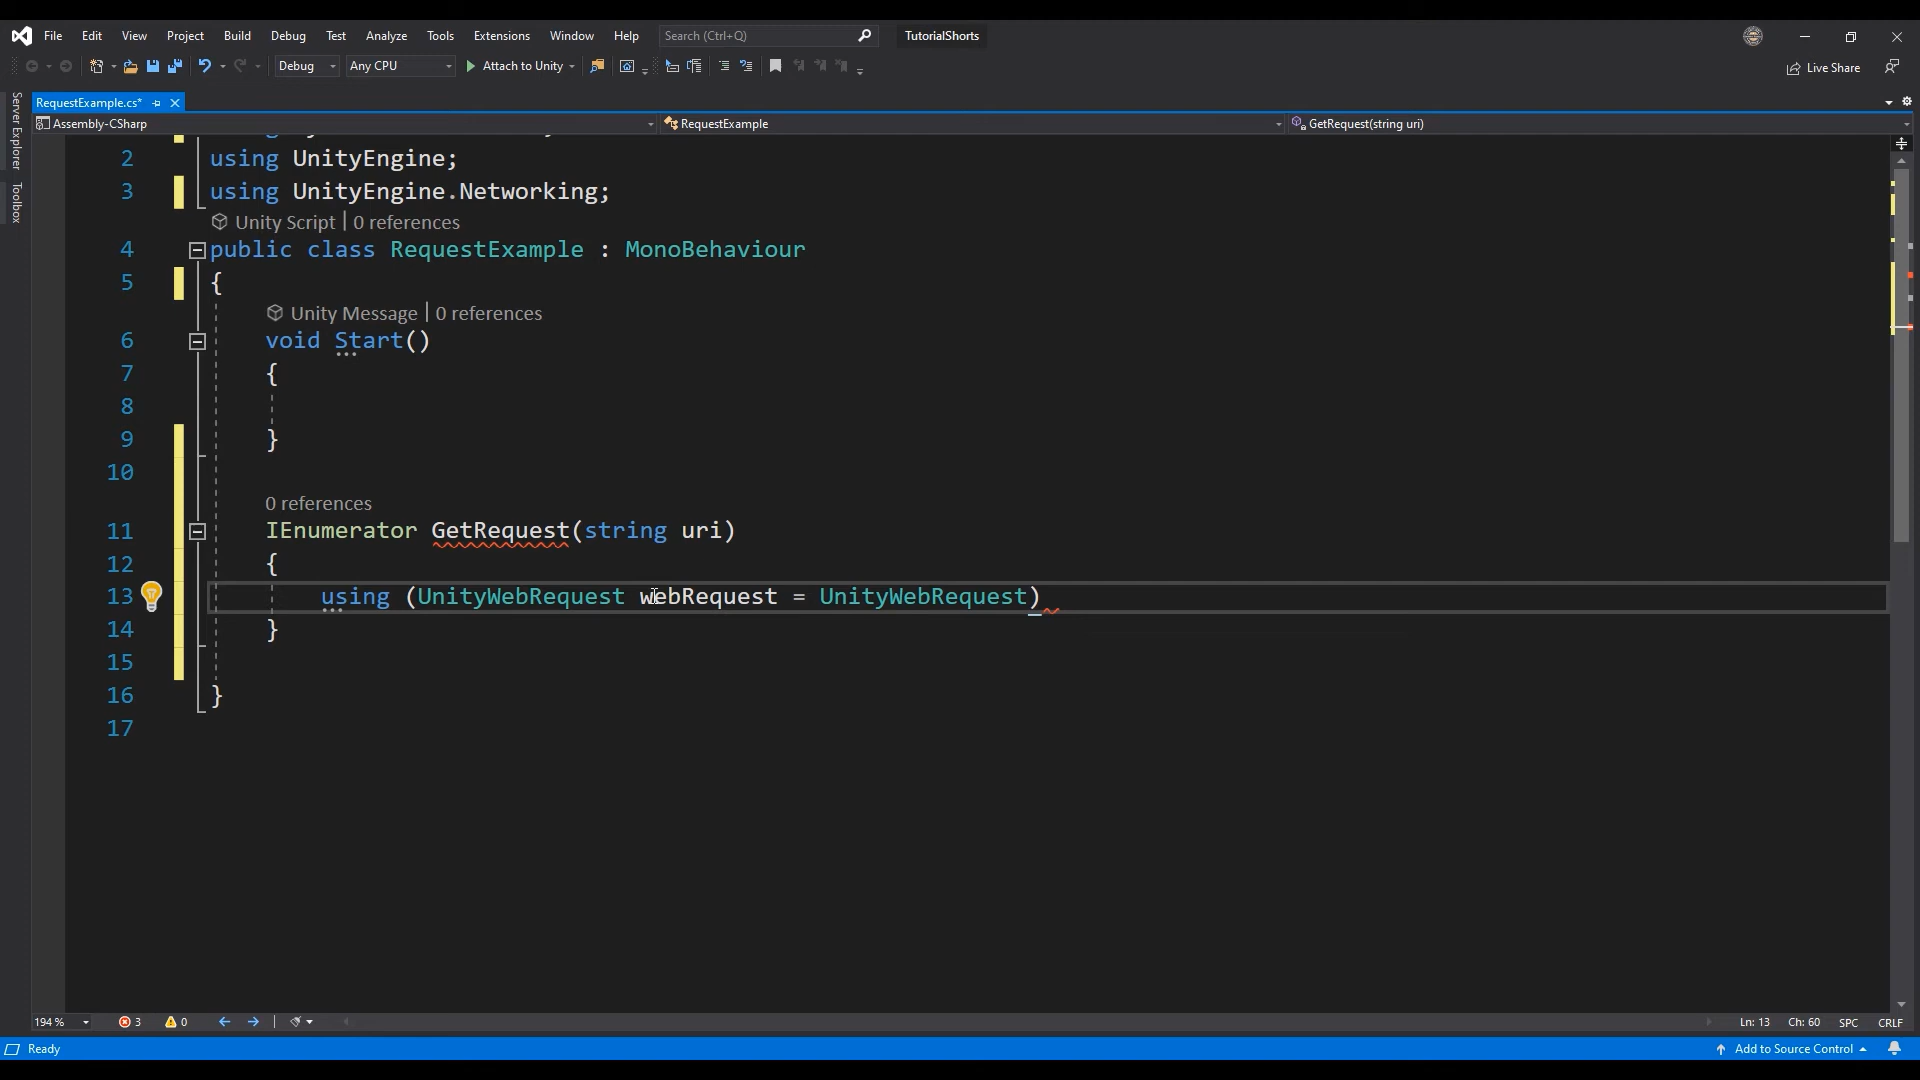 File Edit View Project Build Debug Test Analyze Tools Extensions Window Help Search (Ctrl+Q) TutorialShorts
Debug Any CPU Attach to Unity Live Share
RequestExample.cs*
Assembly-CSharp RequestExample GetRequest(string uri)
Server Explorer
Toolbox
2 using UnityEngine;
3 using UnityEngine.Networking;
Unity Script | 0 references
4 public class RequestExample : MonoBehaviour
5 {
Unity Message | 0 references
6 void Start()
7 {
8
9 }
10
0 references
11 IEnumerator GetRequest(string uri)
12 {
13 using (UnityWebRequest webRequest = UnityWebRequest)
14 }
15
16 }
17
194 % 3 0 Ln: 13 Ch: 60 SPC CRLF
Ready Add to Source Control